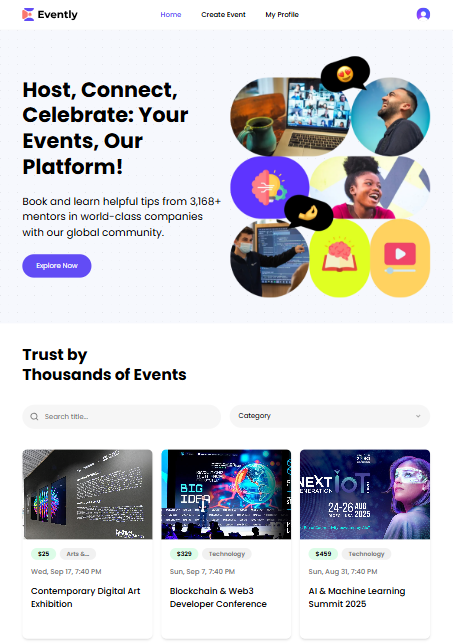 Evently
Home
Create Event
My Profile
Host, Connect,
Celebrate: Your
Events, Our
Platform!
Book and learn helpful tips from 3,168+
mentors in world-class companies
with our global community.
Explore Now
Trust by
Thousands of Events
Search title...
Category
BIG
IDEA
NEXT IoT
GENERATION
24-26 AUG
2025
$25
Arts &...
$329
Technology
$459
Technology
Wed, Sep 17, 7:40 PM
Sun, Sep 7, 7:40 PM
Sun, Aug 31, 7:40 PM
Contemporary Digital Art
Exhibition
Blockchain & Web3
Developer Conference
AI & Machine Learning
Summit 2025